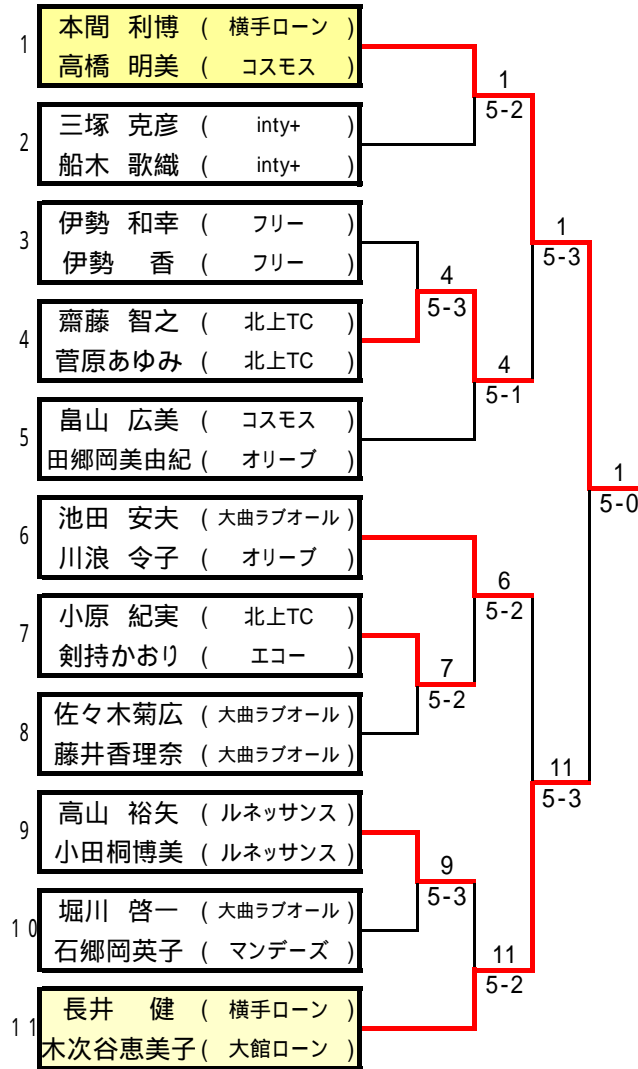 1
本間 利博 ( 横手ローン )
高橋 明美 ( コスモス )
2
三塚 克彦 ( inty+ )
船木 歌織 ( inty+ )
3
伊勢 和幸 ( フリー )
伊勢 香 ( フリー )
4
齋藤 智之 ( 北上TC )
菅原あゆみ ( 北上TC )
5
畠山 広美 ( コスモス )
田郷岡美由紀 ( オリーブ )
6
池田 安夫 ( 大曲ラブオール )
川浪 令子 ( オリーブ )
7
小原 紀実 ( 北上TC )
剣持かおり ( エコー )
8
佐々木菊広 ( 大曲ラブオール )
藤井香理奈 ( 大曲ラブオール )
9
高山 裕矢 ( ルネッサンス )
小田桐博美 ( ルネッサンス )
10
堀川 啓一 ( 大曲ラブオール )
石郷岡英子 ( マンデーズ )
11
長井 健 ( 横手ローン )
木次谷恵美子 ( 大館ローン )
4
5-3
7
5-2
9
5-3
1
5-2
4
5-1
6
5-2
11
5-2
1
5-3
11
5-3
1
5-0